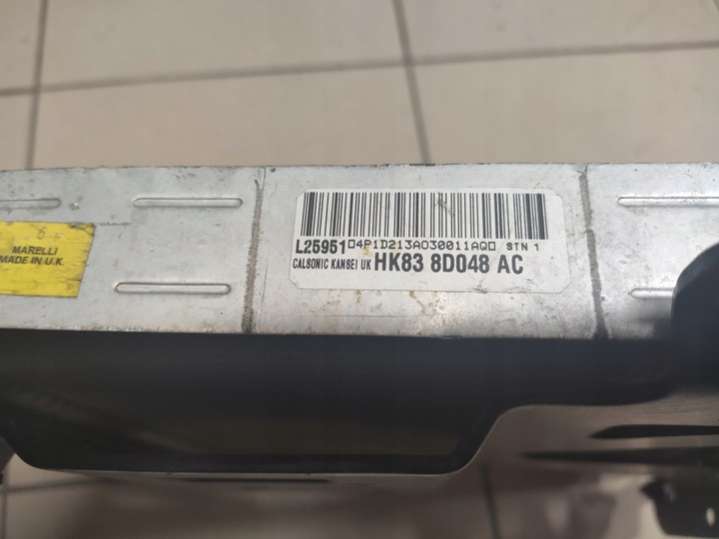 MARELLI
MADE IN U.K
L25951 04P1D213A030011AQ0 STN 1
CALSONIC KANSEI UK HK83 8D048 AC